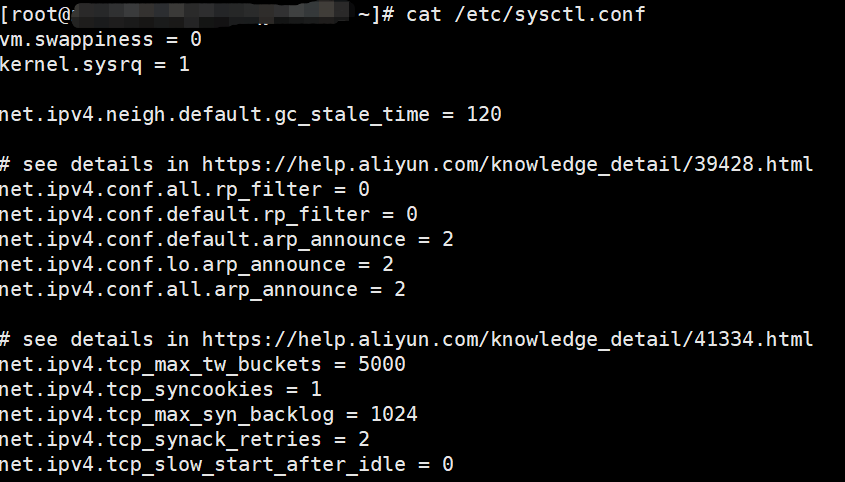 [root@ ~]# cat /etc/sysctl.conf
vm.swappiness = 0
kernel.sysrq = 1
net.ipv4.neigh.default.gc_stale_time = 120
# see details in https://help.aliyun.com/knowledge_detail/39428.html
net.ipv4.conf.all.rp_filter = 0
net.ipv4.conf.default.rp_filter = 0
net.ipv4.conf.default.arp_announce = 2
net.ipv4.conf.lo.arp_announce = 2
net.ipv4.conf.all.arp_announce = 2
# see details in https://help.aliyun.com/knowledge_detail/41334.html
net.ipv4.tcp_max_tw_buckets = 5000
net.ipv4.tcp_syncookies = 1
net.ipv4.tcp_max_syn_backlog = 1024
net.ipv4.tcp_synack_retries = 2
net.ipv4.tcp_slow_start_after_idle = 0